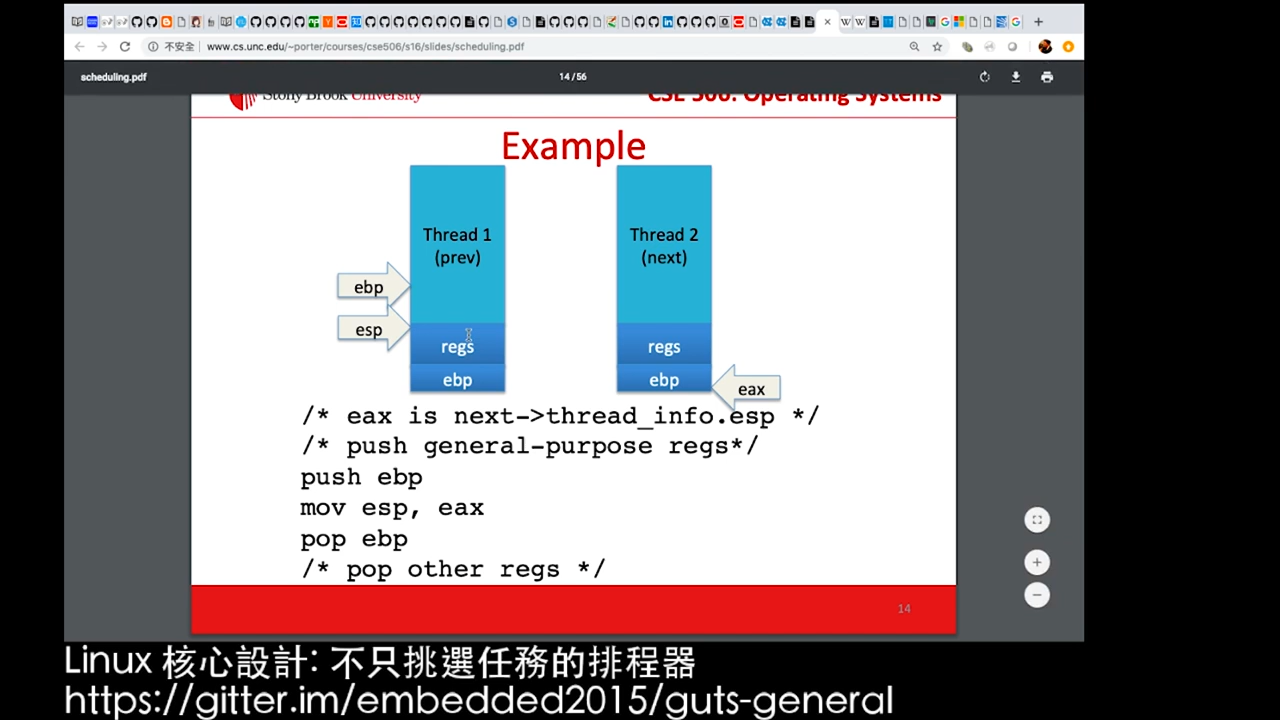 不安全 www.cs.unc.edu/~porter/courses/cse506/s16/slides/scheduling.pdf
scheduling.pdf
14 / 56
Stony Brook University
CSE 506: Operating Systems
Example
Thread 1
(prev)
Thread 2
(next)
ebp
esp
regs
regs
ebp
ebp
eax
/* eax is next->thread_info.esp */
/* push general-purpose regs*/
push ebp
mov esp, eax
pop ebp
/* pop other regs */
14
Linux 核心設計: 不只挑選任務的排程器
https://gitter.im/embedded2015/guts-general